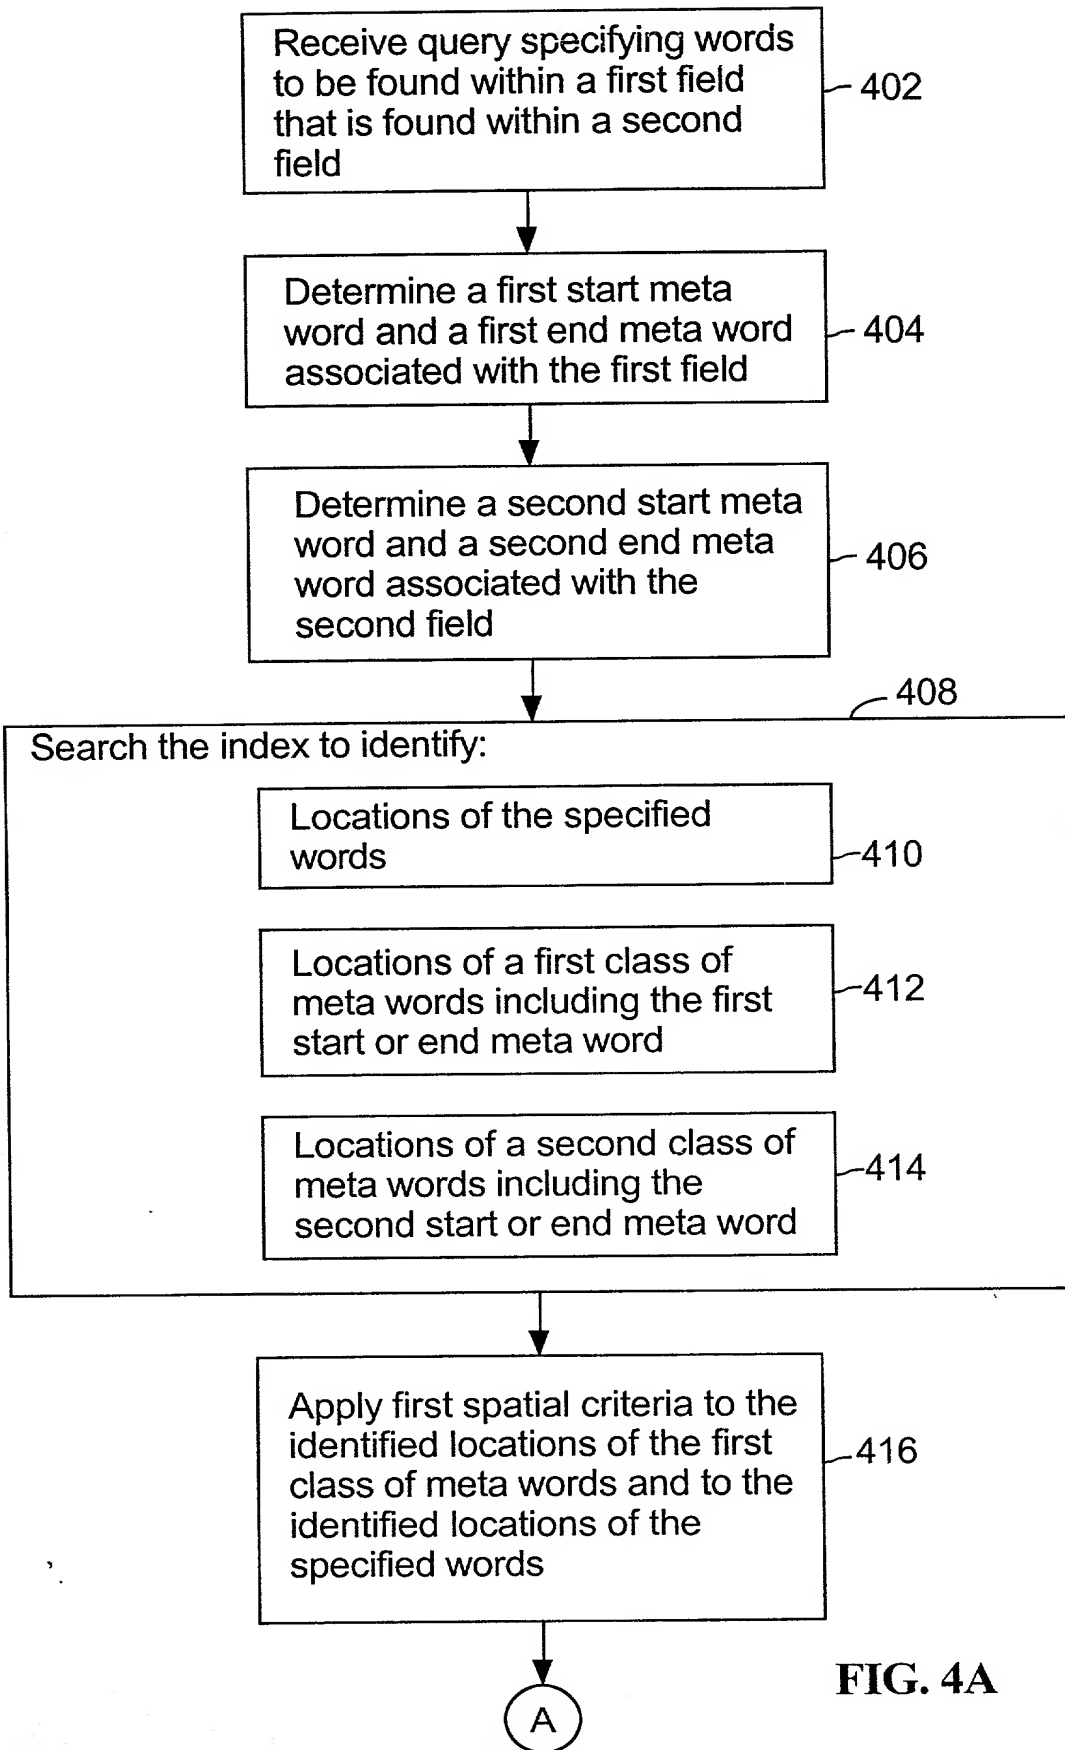 Receive query specifying words
to be found within a first field
that is found within a second
field
402
Determine a first start meta
word and a first end meta word
associated with the first field
404
Determine a second start meta
word and a second end meta
word associated with the
second field
406
408
Search the index to identify:
Locations of the specified
words
410
Locations of a first class of
meta words including the first
start or end meta word
412
Locations of a second class of
meta words including the
second start or end meta word
414
Apply first spatial criteria to the
identified locations of the first
class of meta words and to the
identified locations of the
specified words
416
FIG. 4A
A